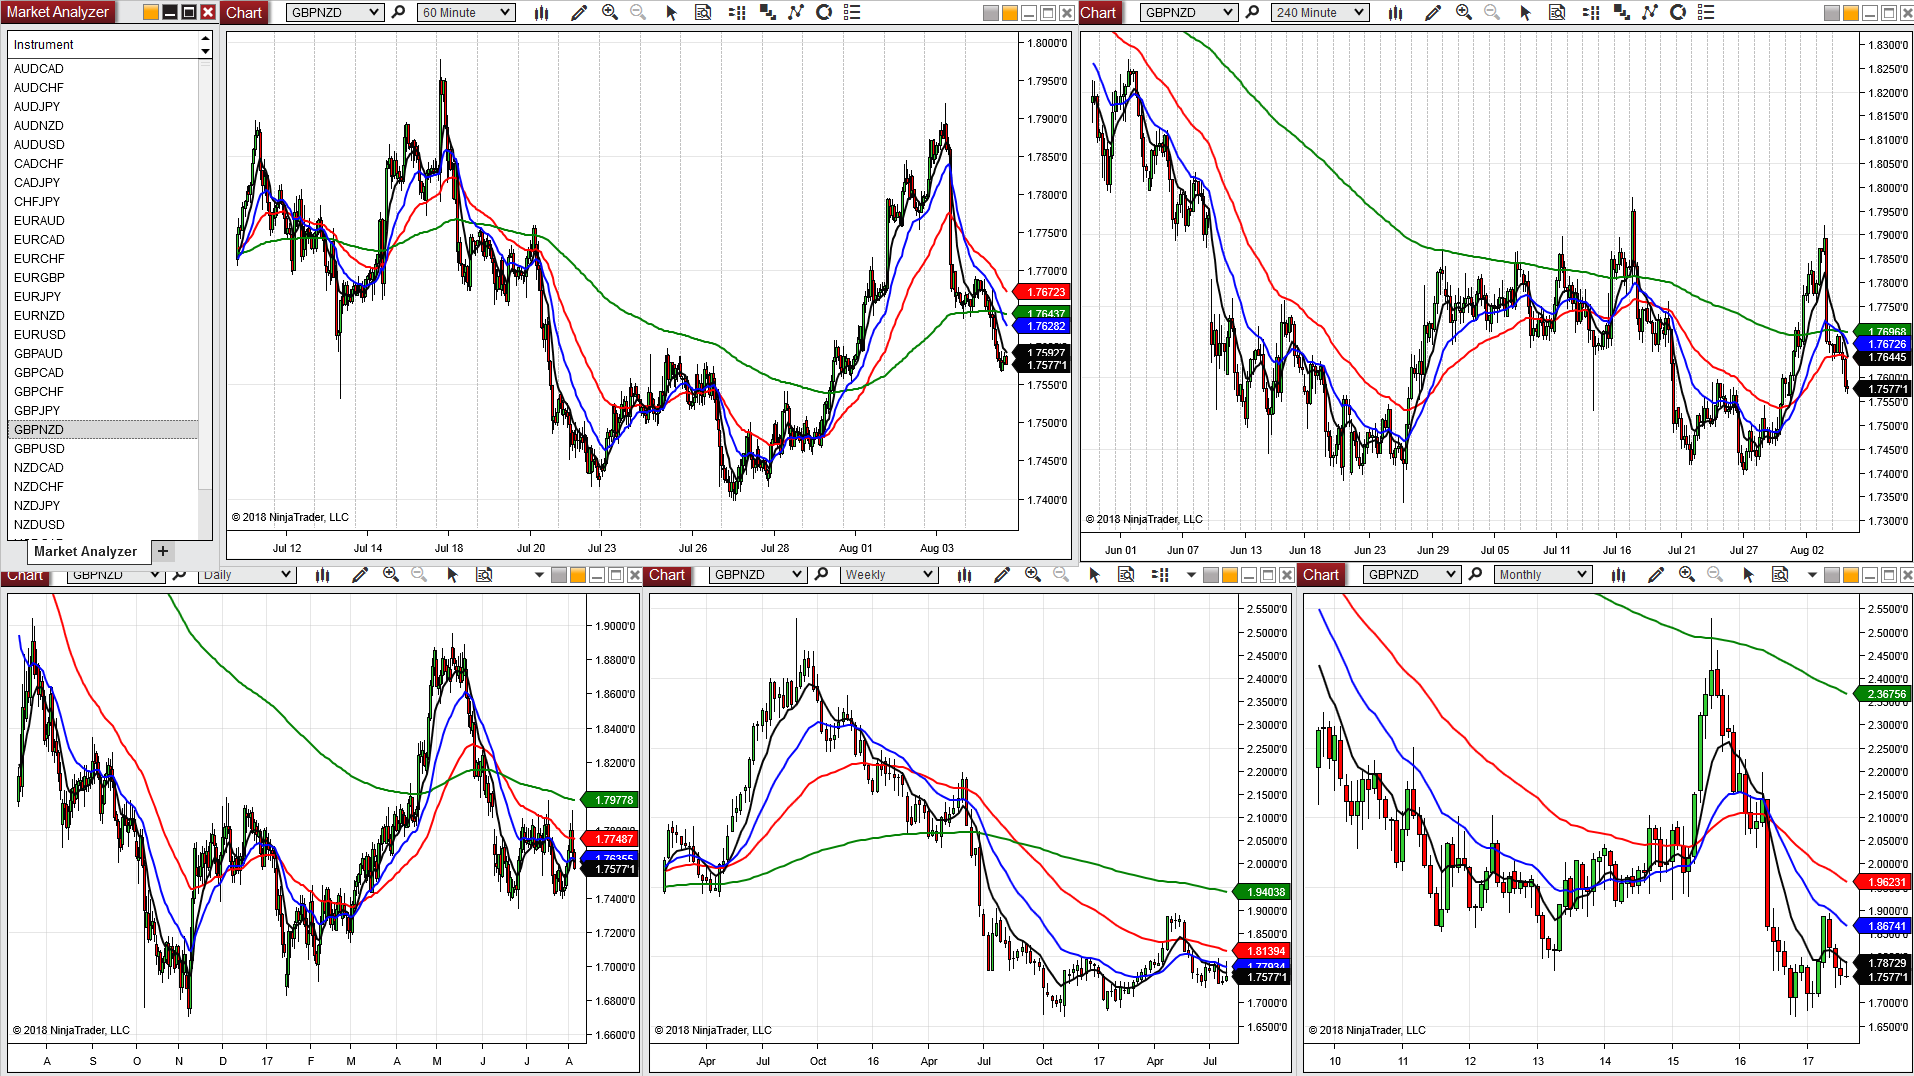 Market Analyzer
Instrument
AUDCAD
AUDCHF
AUDJPY
AUDNZD
AUDUSD
CADCHF
CADJPY
CHFJPY
EURAUD
EURCAD
EURCHF
EURGBP
EURJPY
EURNZD
EURUSD
GBPAUD
GBPCAD
GBPCHF
GBPJPY
GBPNZD
GBPUSD
NZDCAD
NZDCHF
NZDJPY
NZDUSD
Market Analyzer +
Chart GBPNZD 60 Minute
1.8000'0
1.7950'0
1.7900'0
1.7850'0
1.7800'0
1.7750'0
1.7700'0
1.76723
1.76437
1.76282
1.75927
1.7577'1
1.7550'0
1.7500'0
1.7450'0
1.7400'0
© 2018 NinjaTrader, LLC
Jul 12 Jul 14 Jul 18 Jul 20 Jul 23 Jul 26 Jul 28 Aug 01 Aug 03
Chart GBPNZD 240 Minute
1.8300'0
1.8250'0
1.8200'0
1.8150'0
1.8100'0
1.8050'0
1.8000'0
1.7950'0
1.7900'0
1.7850'0
1.7800'0
1.7750'0
1.76968
1.76726
1.76445
1.7600'0
1.7577'1
1.7550'0
1.7500'0
1.7450'0
1.7400'0
1.7350'0
1.7300'0
© 2018 NinjaTrader, LLC
Jun 01 Jun 07 Jun 13 Jun 18 Jun 23 Jun 29 Jul 05 Jul 11 Jul 16 Jul 21 Jul 27 Aug 02
Chart GBPNZD Daily
1.9000'0
1.8800'0
1.8600'0
1.8400'0
1.8200'0
1.79778
1.77487
1.76355
1.7577'1
1.7400'0
1.7200'0
1.7000'0
1.6800'0
1.6600'0
© 2018 NinjaTrader, LLC
A S O N D 17 F M A M J J A
Chart GBPNZD Weekly
2.5500'0
2.5000'0
2.4500'0
2.4000'0
2.3500'0
2.3000'0
2.2500'0
2.2000'0
2.1500'0
2.1000'0
2.0500'0
2.0000'0
1.94038
1.9000'0
1.8500'0
1.81394
1.77934
1.7577'1
1.7000'0
1.6500'0
© 2018 NinjaTrader, LLC
Apr Jul Oct 16 Apr Jul Oct 17 Apr Jul
Chart GBPNZD Monthly
2.5500'0
2.5000'0
2.4500'0
2.4000'0
2.36756
2.3000'0
2.2500'0
2.2000'0
2.1500'0
2.1000'0
2.0500'0
2.0000'0
1.96231
1.9000'0
1.86741
1.78729
1.7577'1
1.7000'0
1.6500'0
© 2018 NinjaTrader, LLC
10 11 12 13 14 15 16 17